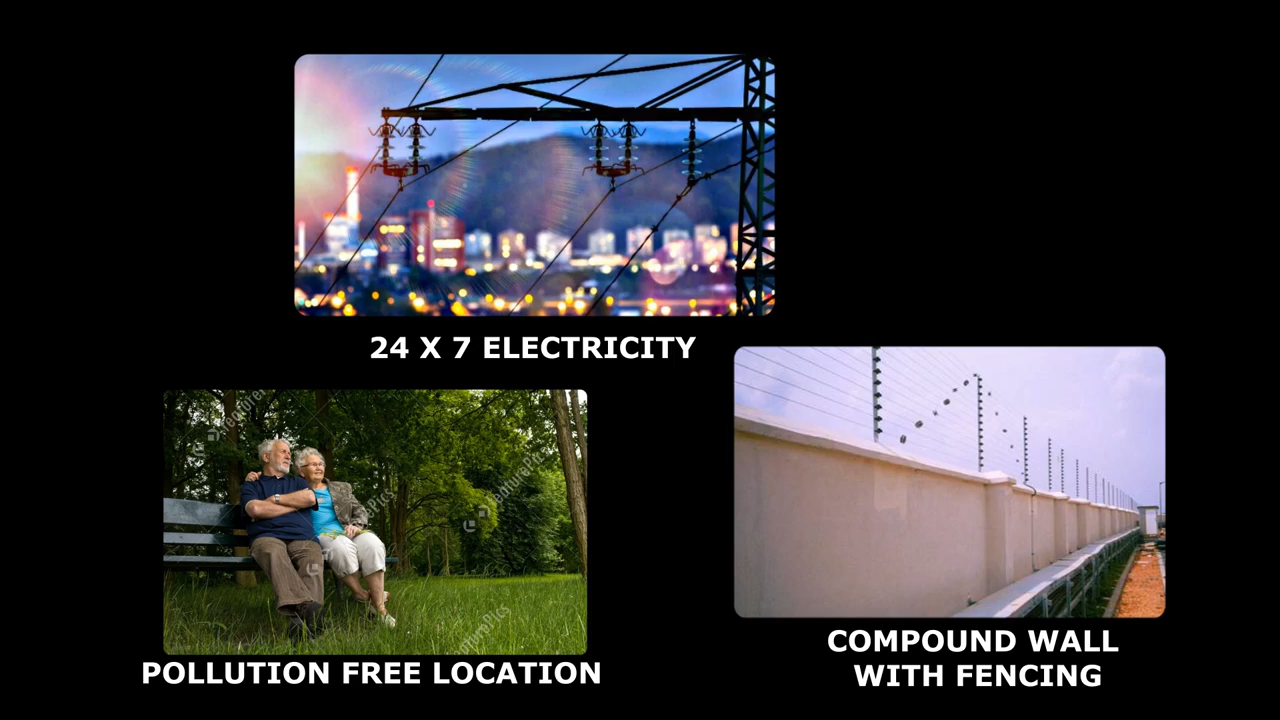 24 X 7 ELECTRICITY
POLLUTION FREE LOCATION
COMPOUND WALL
WITH FENCING